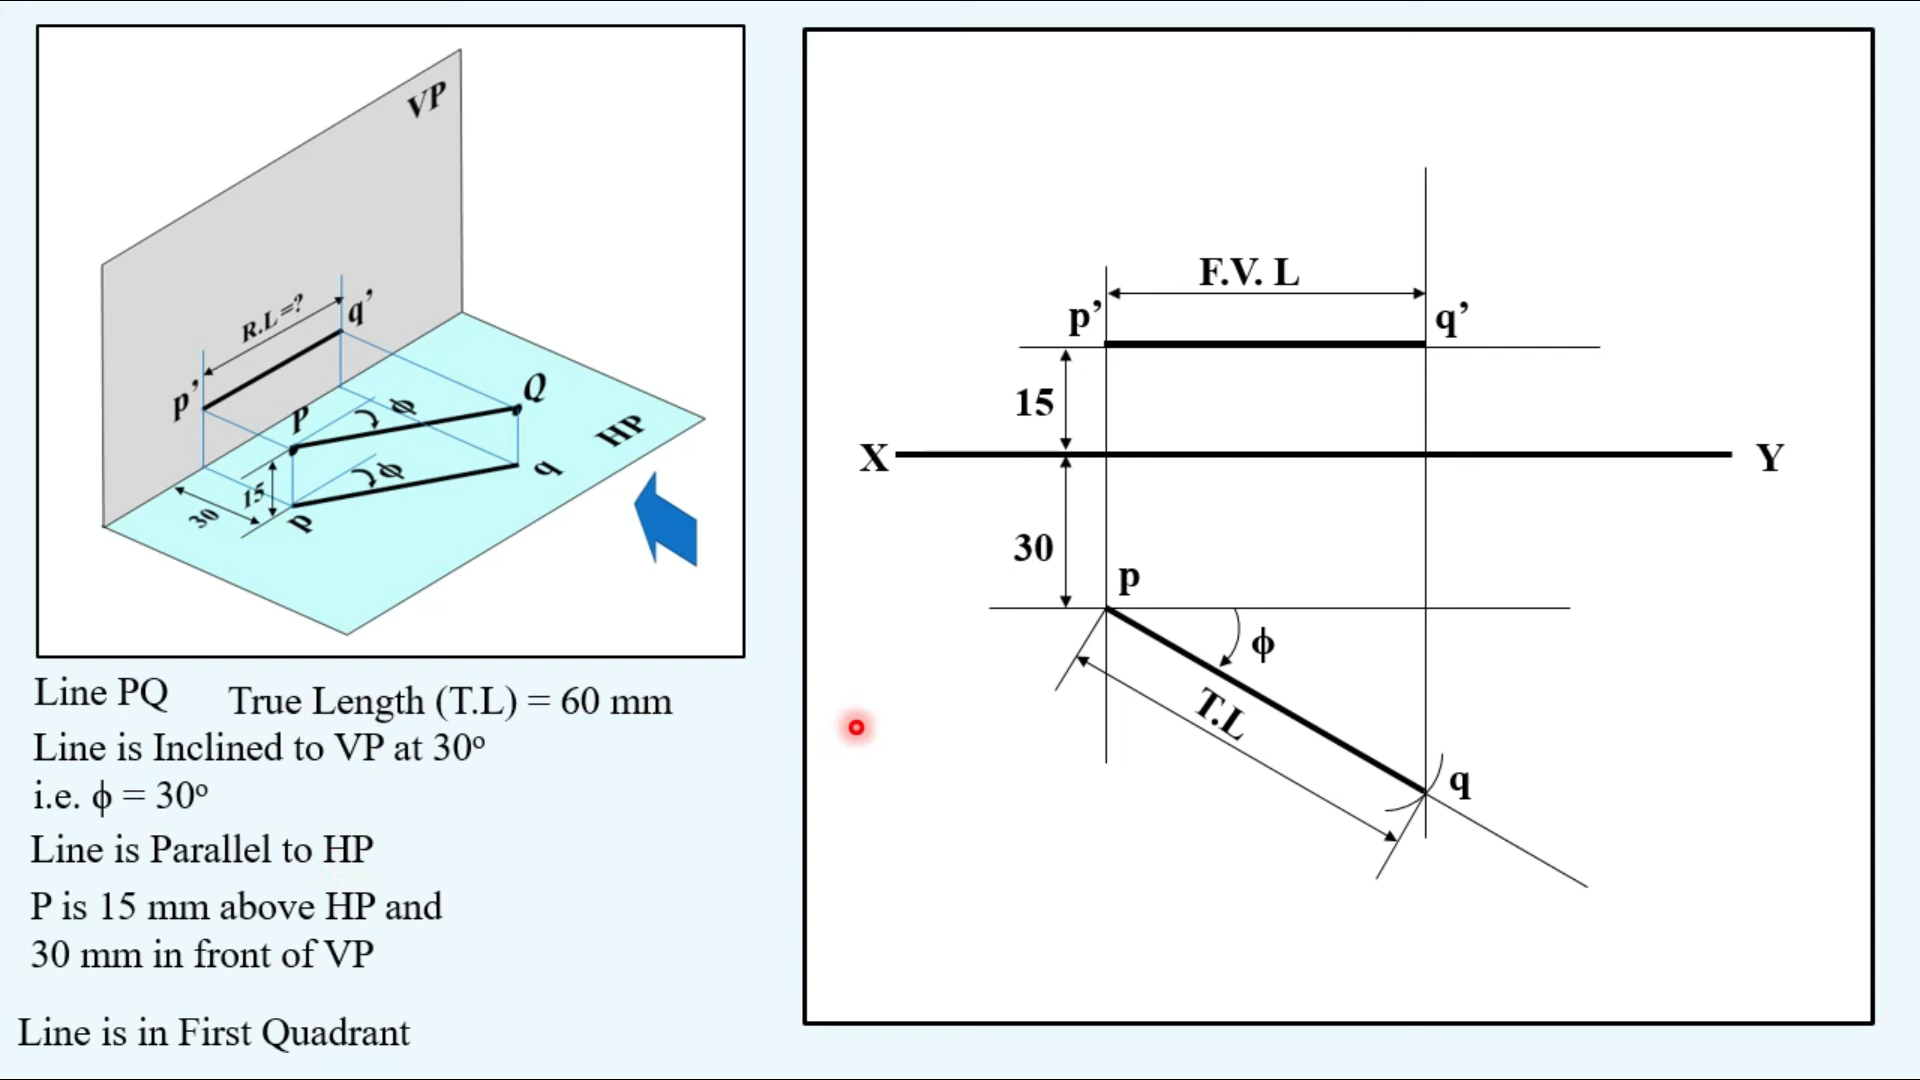 VP
R.L=?
q’
p’
P
ϕ
Q
HP
ϕ
q
15
30
p
Line PQ True Length (T.L) = 60 mm
Line is Inclined to VP at 30º
i.e. ϕ = 30º
Line is Parallel to HP
P is 15 mm above HP and
30 mm in front of VP
Line is in First Quadrant
F.V. L
p’ q’
15
X Y
30
p
ϕ
T.L
q